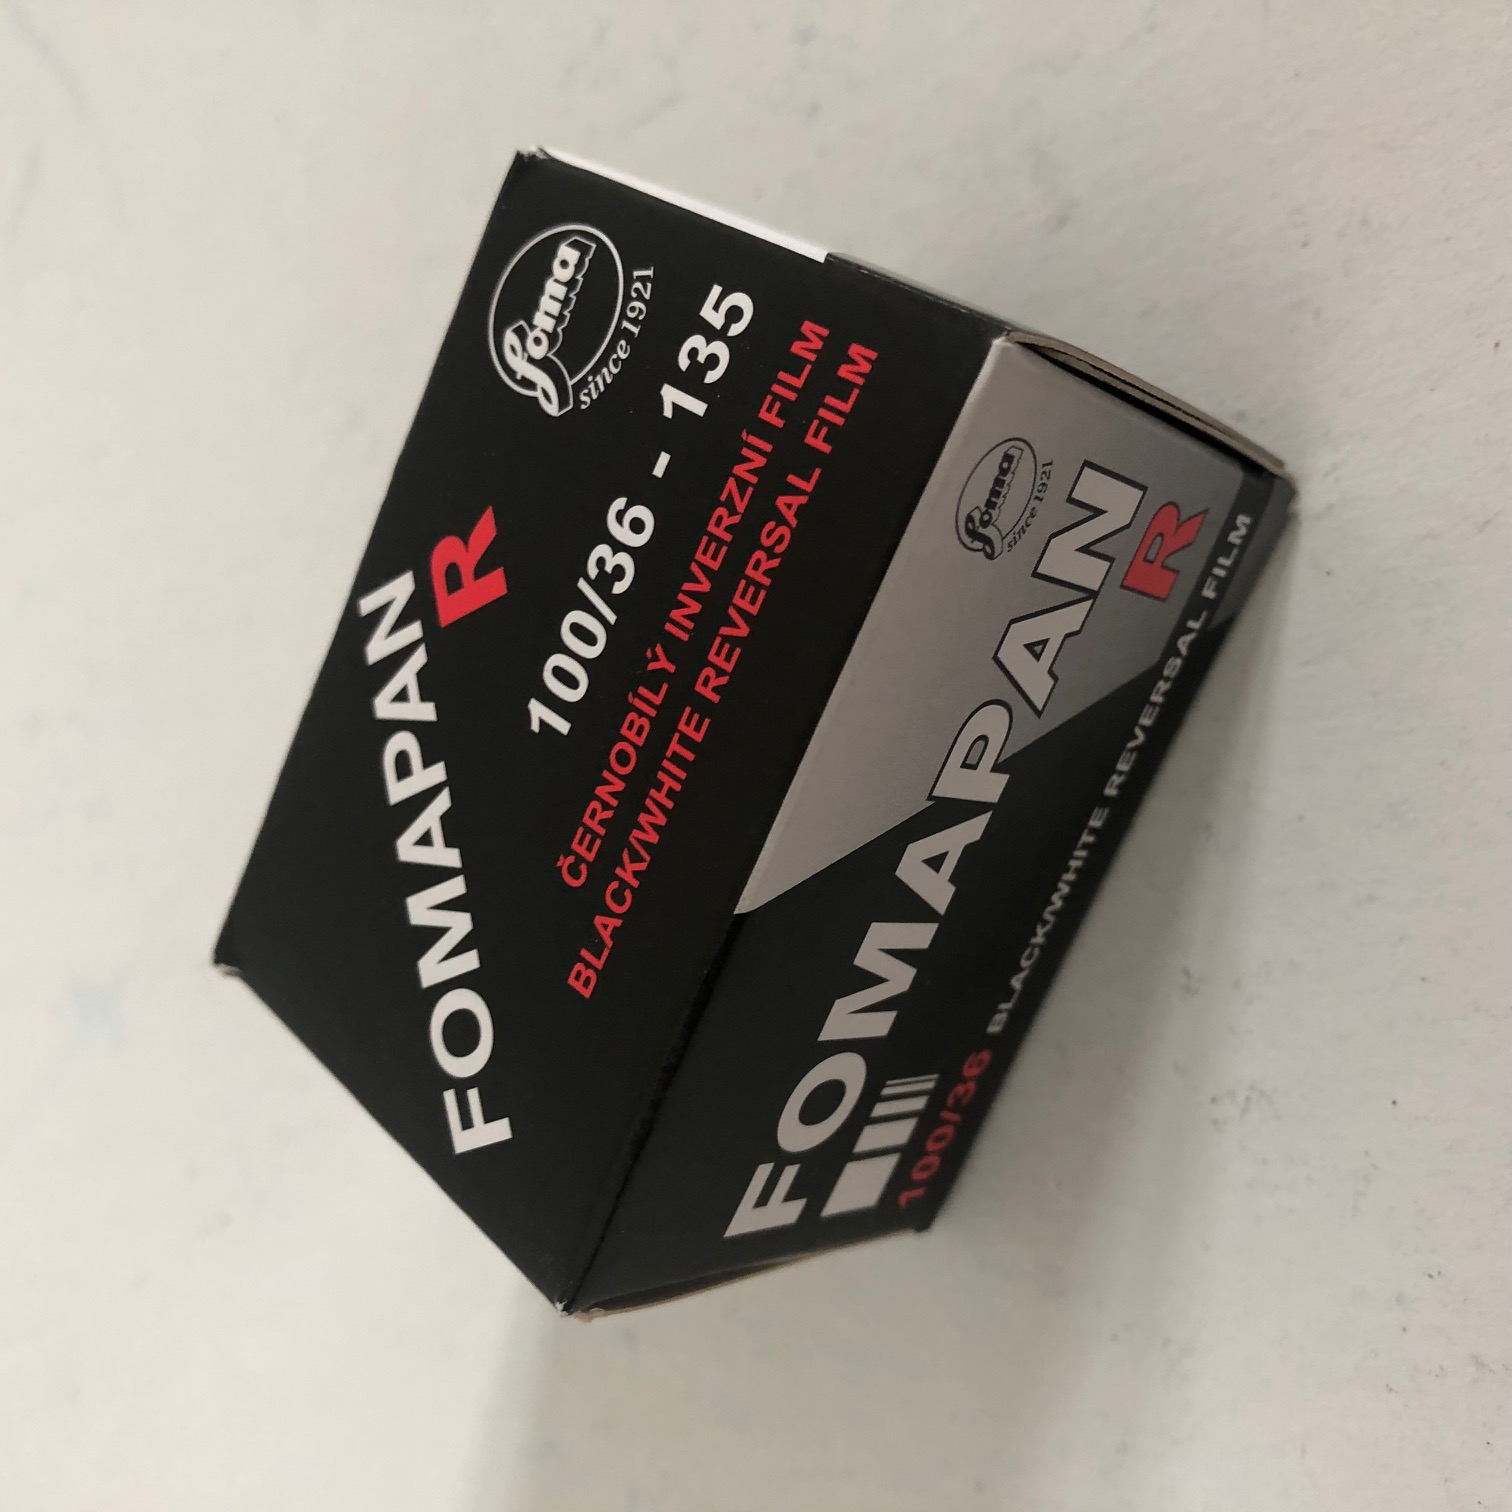 FOMAPAN
R
foma
since 1921
100/36 - 135
ČERNOBÍLÝ INVERZNÍ FILM
BLACK/WHITE REVERSAL FILM
foma
since 1921
FOMAPAN
R
100/36 BLACK/WHITE REVERSAL FILM